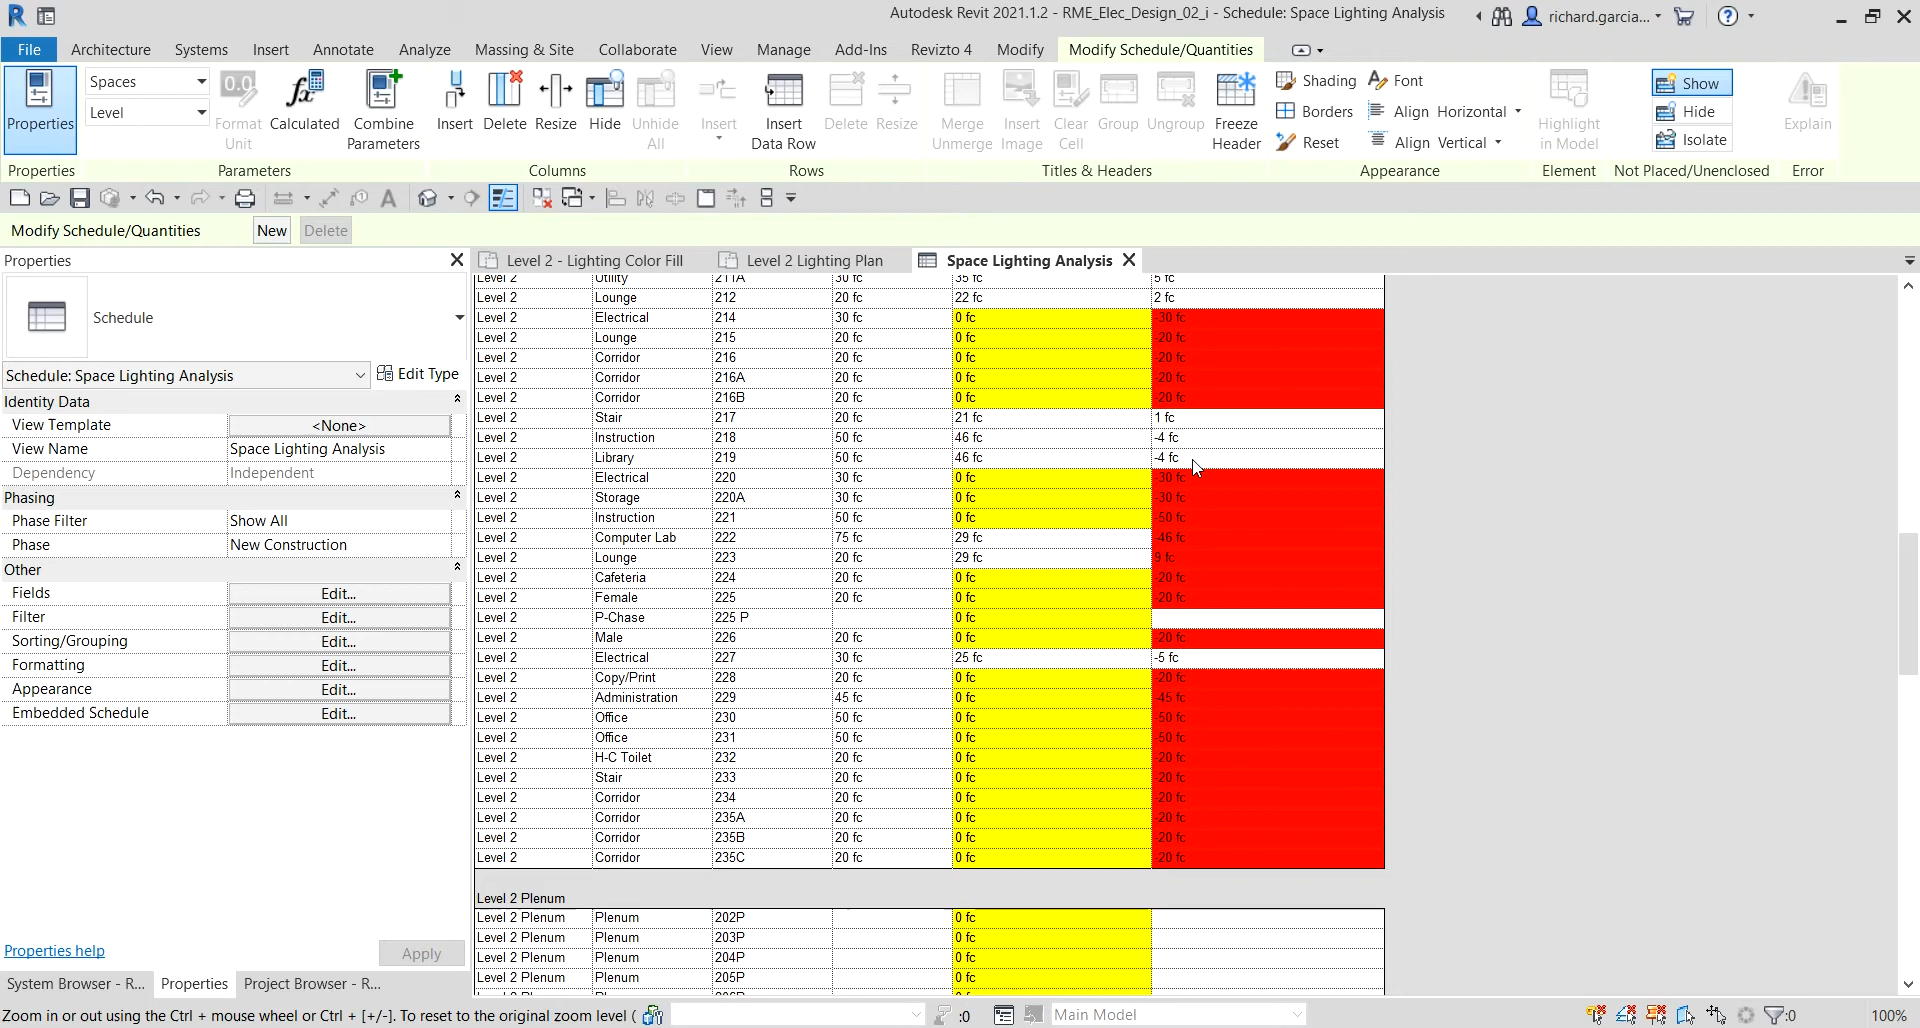 Autodesk Revit 2021.1.2 - RME_Elec_Design_02_i - Schedule: Space Lighting Analysis
richard.garcia...
File Architecture Systems Insert Annotate Analyze Massing & Site Collaborate View Manage Add-Ins Revizto 4 Modify Modify Schedule/Quantities
Properties
Spaces
Level
Format Unit
Calculated
Combine Parameters
Insert
Delete
Resize
Hide
Unhide All
Insert
Insert Data Row
Delete
Resize
Merge Unmerge
Insert Image
Clear Cell
Group
Ungroup
Freeze Header
Shading
Borders
Reset
Font
Align Horizontal
Align Vertical
Highlight in Model
Show
Hide
Isolate
Explain
Properties Parameters Columns Rows Titles & Headers Appearance Element Not Placed/Unenclosed Error
Modify Schedule/Quantities New Delete
Properties
Schedule
Schedule: Space Lighting Analysis Edit Type
Identity Data
View Template <None>
View Name Space Lighting Analysis
Dependency Independent
Phasing
Phase Filter Show All
Phase New Construction
Other
Fields Edit...
Filter Edit...
Sorting/Grouping Edit...
Formatting Edit...
Appearance Edit...
Embedded Schedule Edit...
Properties help Apply
System Browser - R... Properties Project Browser - R...
Level 2 - Lighting Color Fill Level 2 Lighting Plan Space Lighting Analysis
Level 2 Utility 211A 30 fc 35 fc 5 fc
Level 2 Lounge 212 20 fc 22 fc 2 fc
Level 2 Electrical 214 30 fc 0 fc -30 fc
Level 2 Lounge 215 20 fc 0 fc -20 fc
Level 2 Corridor 216 20 fc 0 fc -20 fc
Level 2 Corridor 216A 20 fc 0 fc -20 fc
Level 2 Corridor 216B 20 fc 0 fc -20 fc
Level 2 Stair 217 20 fc 21 fc 1 fc
Level 2 Instruction 218 50 fc 46 fc -4 fc
Level 2 Library 219 50 fc 46 fc -4 fc
Level 2 Electrical 220 30 fc 0 fc -30 fc
Level 2 Storage 220A 30 fc 0 fc -30 fc
Level 2 Instruction 221 50 fc 0 fc -50 fc
Level 2 Computer Lab 222 75 fc 29 fc -46 fc
Level 2 Lounge 223 20 fc 29 fc 9 fc
Level 2 Cafeteria 224 20 fc 0 fc -20 fc
Level 2 Female 225 20 fc 0 fc -20 fc
Level 2 P-Chase 225 P 0 fc
Level 2 Male 226 20 fc 0 fc -20 fc
Level 2 Electrical 227 30 fc 25 fc -5 fc
Level 2 Copy/Print 228 20 fc 0 fc -20 fc
Level 2 Administration 229 45 fc 0 fc -45 fc
Level 2 Office 230 50 fc 0 fc -50 fc
Level 2 Office 231 50 fc 0 fc -50 fc
Level 2 H-C Toilet 232 20 fc 0 fc -20 fc
Level 2 Stair 233 20 fc 0 fc -20 fc
Level 2 Corridor 234 20 fc 0 fc -20 fc
Level 2 Corridor 235A 20 fc 0 fc -20 fc
Level 2 Corridor 235B 20 fc 0 fc -20 fc
Level 2 Corridor 235C 20 fc 0 fc -20 fc
Level 2 Plenum
Level 2 Plenum Plenum 202P 0 fc
Level 2 Plenum Plenum 203P 0 fc
Level 2 Plenum Plenum 204P 0 fc
Level 2 Plenum Plenum 205P 0 fc
Zoom in or out using the Ctrl + mouse wheel or Ctrl + [+/-]. To reset to the original zoom level ( :0 Main Model :0 100%